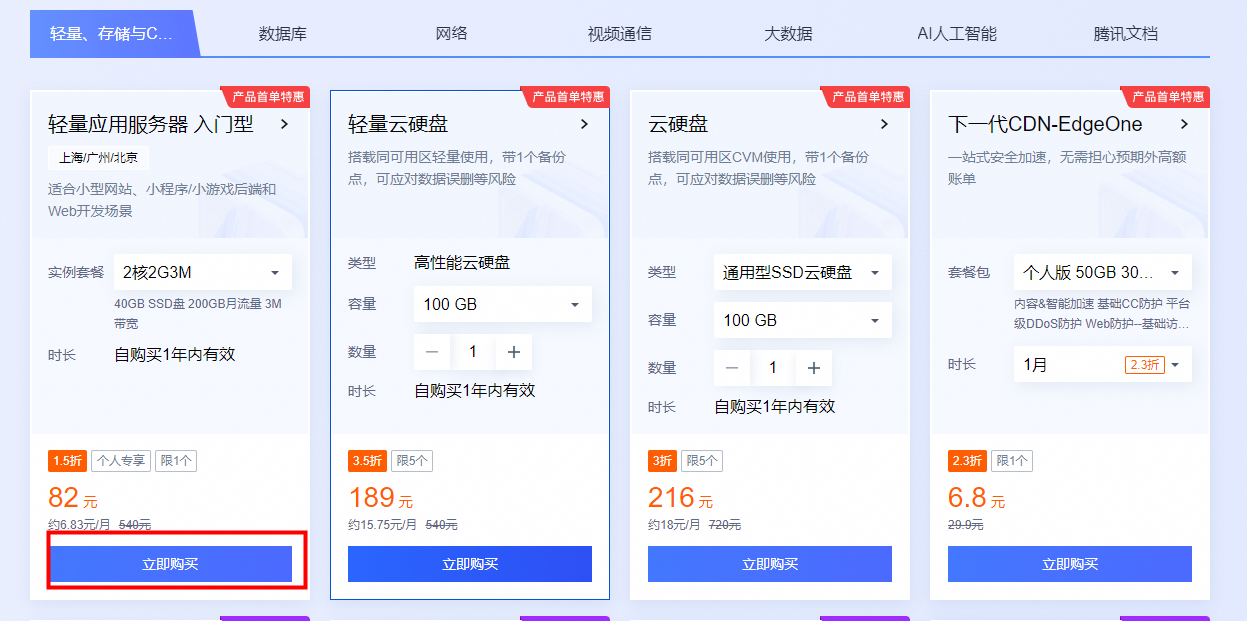 轻量、存储与C... 数据库 网络 视频通信 大数据 AI人工智能 腾讯文档
产品首单特惠
轻量应用服务器 入门型
上海/广州/北京
适合小型网站、小程序/小游戏后端和
Web开发场景
实例套餐 2核2G3M
40GB SSD盘 200GB月流量 3M
带宽
时长 自购买1年内有效
1.5折 个人专享 限1个
82 元
约6.83元/月 540元
立即购买
产品首单特惠
轻量云硬盘
搭载同可用区轻量使用，带1个备份
点，可应对数据误删等风险
类型 高性能云硬盘
容量 100 GB
数量 — 1 +
时长 自购买1年内有效
3.5折 限5个
189 元
约15.75元/月 540元
立即购买
产品首单特惠
云硬盘
搭载同可用区CVM使用，带1个备份
点，可应对数据误删等风险
类型 通用型SSD云硬盘
容量 100 GB
数量 — 1 +
时长 自购买1年内有效
3折 限5个
216 元
约18元/月 720元
立即购买
产品首单特惠
下一代CDN-EdgeOne
一站式安全加速，无需担心预期外高额
账单
套餐包 个人版 50GB 30...
内容&智能加速 基础CC防护 平台
级DDoS防护 Web防护--基础访...
时长 1月 2.3折
2.3折 限1个
6.8 元
29.9元
立即购买